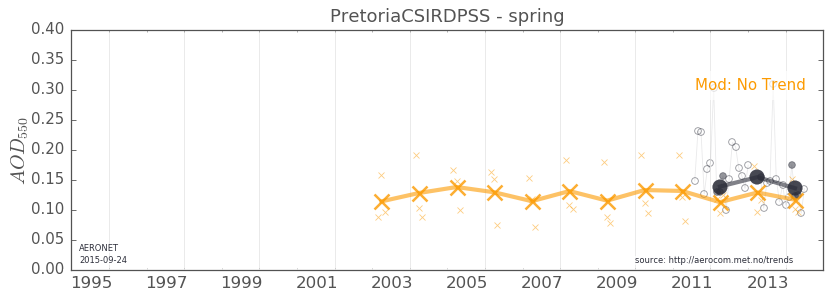 PretoriaCSIRDPSS - spring
0.40
0.35
0.30
0.25
0.20
0.15
0.10
0.05
0.00
AOD550
Mod: No Trend
AERONET
2015-09-24
source: http://aerocom.met.no/trends
1995 1997 1999 2001 2003 2005 2007 2009 2011 2013